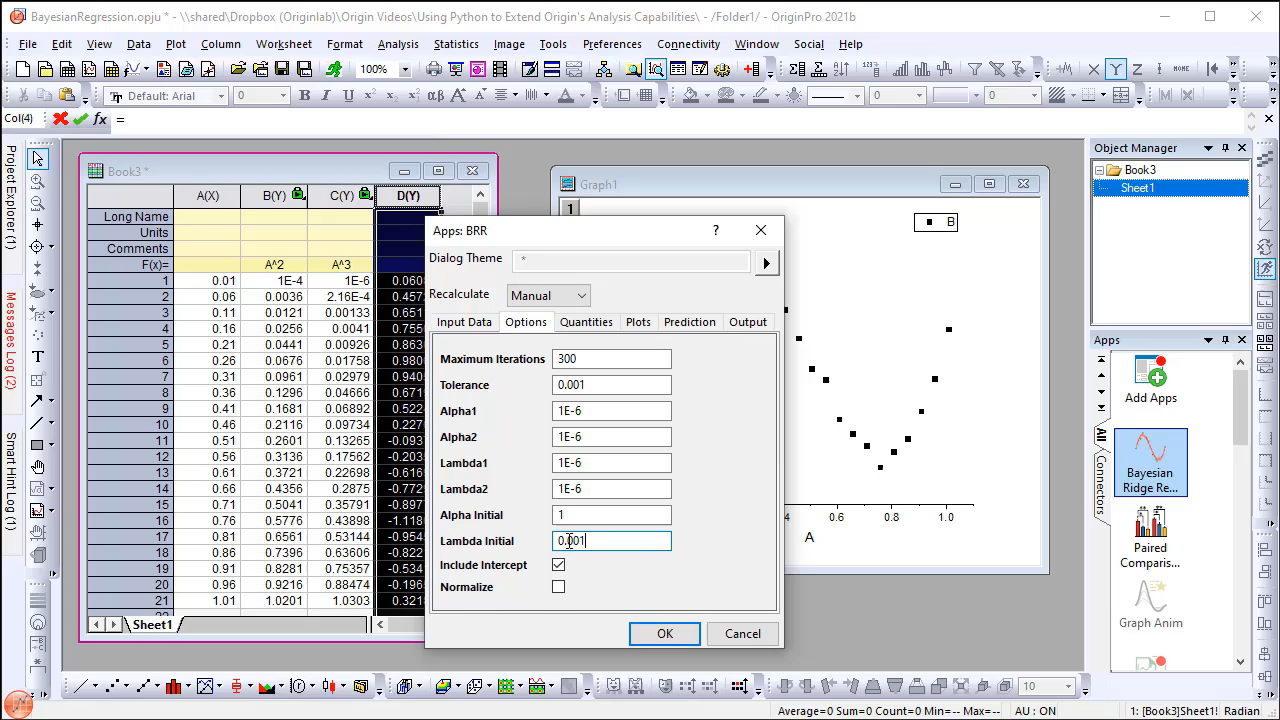 BayesianRegression.opju * - \\shared\Dropbox (Originlab)\Origin Videos\Using Python to Extend Origin's Analysis Capabilities\ - /Folder1/ - OriginPro 2021b
File Edit View Data Plot Column Worksheet Format Analysis Statistics Image Tools Preferences Connectivity Window Social Help
100%
Default: Arial 0 0 0
Col(4) fx =
Project Explorer (1)
Messages Log (2)
Smart Hint Log (1)
Book3 *
A(X) B(Y) C(Y) D(Y)
Long Name
Units
Comments
F(x)= A^2 A^3
1 0.01 1E-4 1E-6
2 0.06 0.0036 2.16E-4
3 0.11 0.0121 0.00133
4 0.16 0.0256 0.0041
5 0.21 0.0441 0.00926
6 0.26 0.0676 0.01758
7 0.31 0.0961 0.02979
8 0.36 0.1296 0.04666
9 0.41 0.1681 0.06892
10 0.46 0.2116 0.09734
11 0.51 0.2601 0.13265
12 0.56 0.3136 0.17562
13 0.61 0.3721 0.22698
14 0.66 0.4356 0.2875
15 0.71 0.5041 0.35791
16 0.76 0.5776 0.43898
17 0.81 0.6561 0.53144
18 0.86 0.7396 0.63606
19 0.91 0.8281 0.75357
20 0.96 0.9216 0.88474
21 1.01 1.0201 1.0303
Sheet1
Graph1
1
B
0.6 0.8 1.0
A
Apps: BRR ?
Dialog Theme *
Recalculate Manual
Input Data Options Quantities Plots Prediction Output
Maximum Iterations 300
Tolerance 0.001
Alpha1 1E-6
Alpha2 1E-6
Lambda1 1E-6
Lambda2 1E-6
Alpha Initial 1
Lambda Initial 0.001
Include Intercept
Normalize
OK Cancel
Object Manager
Book3
Sheet1
Apps
All
Connectors
Add Apps
Bayesian
Ridge Re...
Paired
Comparis...
Graph Anim
10
Average=0 Sum=0 Count=0 Min=-- Max=-- AU : ON 1: [Book3]Sheet1! Radian